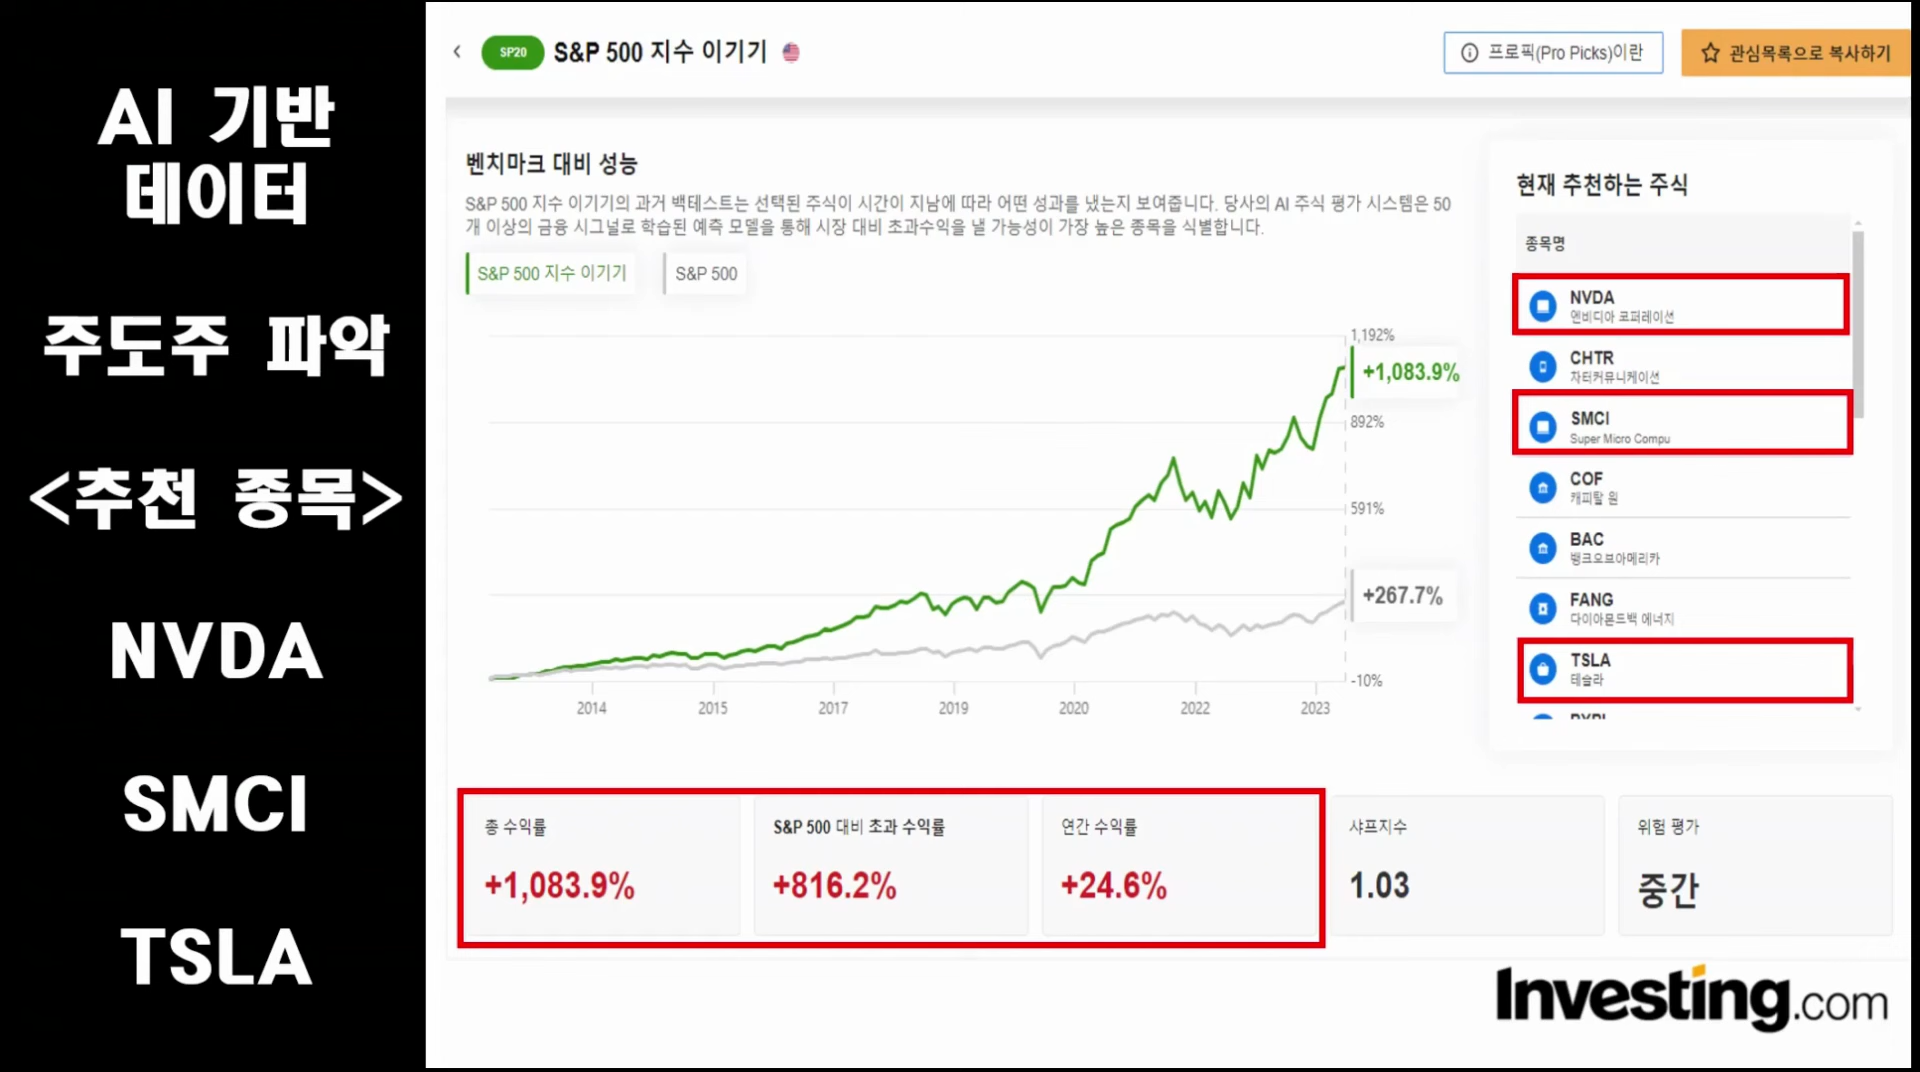 AI 기반
데이터
주도주 파악
<추천 종목>
NVDA
SMCI
TSLA
SP20 S&P 500 지수 이기기
프로픽(Pro Picks)이란
관심목록으로 복사하기
벤치마크 대비 성능
S&P 500 지수 이기기의 과거 백테스트는 선택된 주식이 시간이 지남에 따라 어떤 성과를 냈는지 보여줍니다. 당사의 AI 주식 평가 시스템은 50
개 이상의 금융 시그널로 학습된 예측 모델을 통해 시장 대비 초과수익을 낼 가능성이 가장 높은 종목을 식별합니다.
S&P 500 지수 이기기
S&P 500
1,192%
+1,083.9%
892%
591%
+267.7%
-10%
2014 2015 2017 2019 2020 2022 2023
현재 추천하는 주식
종목명
NVDA
엔비디아 코퍼레이션
CHTR
차터커뮤니케이션
SMCI
Super Micro Compu
COF
캐피탈 원
BAC
뱅크오브아메리카
FANG
다이아몬드백 에너지
TSLA
테슬라
총 수익률
+1,083.9%
S&P 500 대비 초과 수익률
+816.2%
연간 수익률
+24.6%
샤프지수
1.03
위험 평가
중간
Investing.com